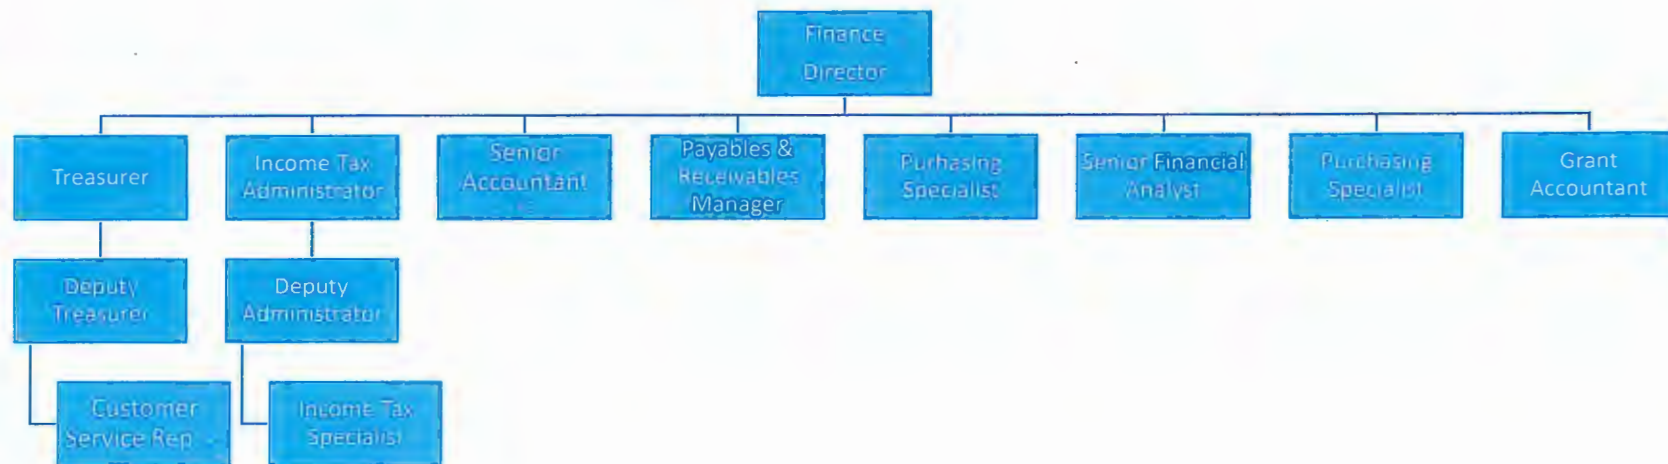 Finance
Director
Treasurer
Income Tax
Administrator
Senior
Accountant
Payables &
Receivables
Manager
Purhasing
Specialist
Senior Financial
Analyst
Purchasing
Specialist
Grant
Accountant
Deputy
Treasurer
Deputy
Administrator
Customer
Service Rep
Income Tax
Specialist